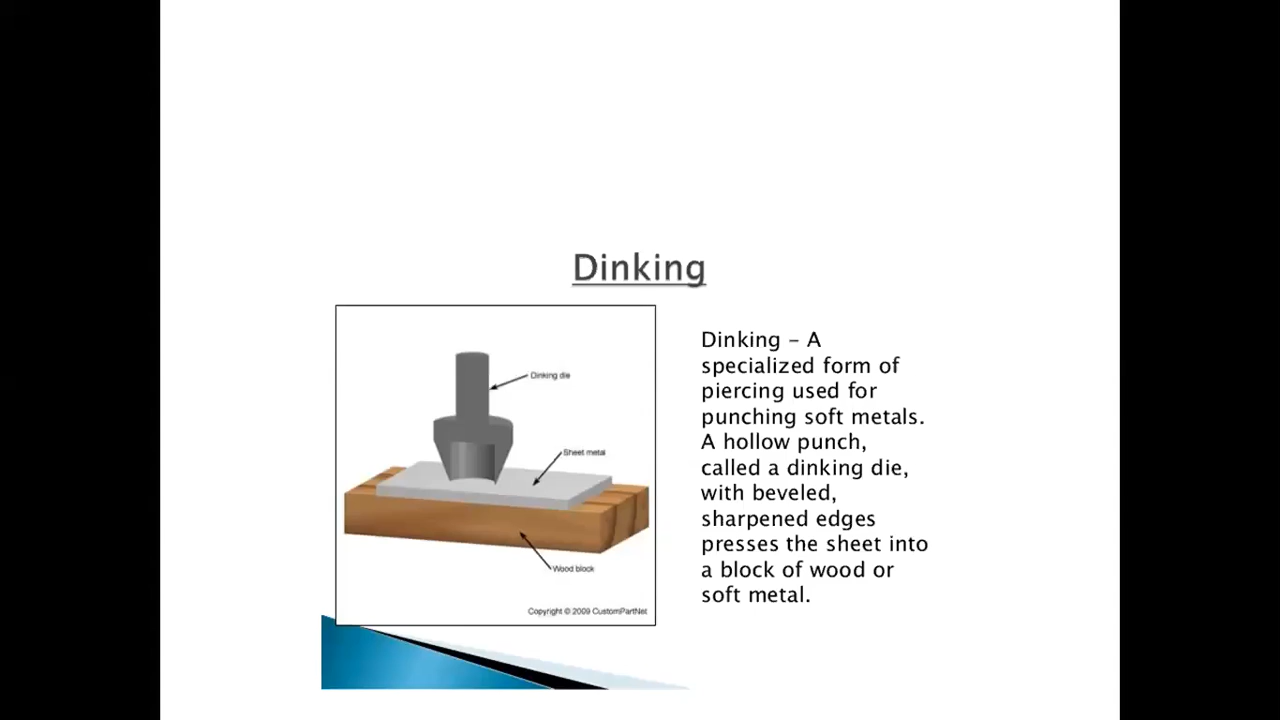 Dinking
Dinking die
Sheet metal
Wood block
Copyright © 2009 CustomPartNet
Dinking – A
specialized form of
piercing used for
punching soft metals.
A hollow punch,
called a dinking die,
with beveled,
sharpened edges
presses the sheet into
a block of wood or
soft metal.